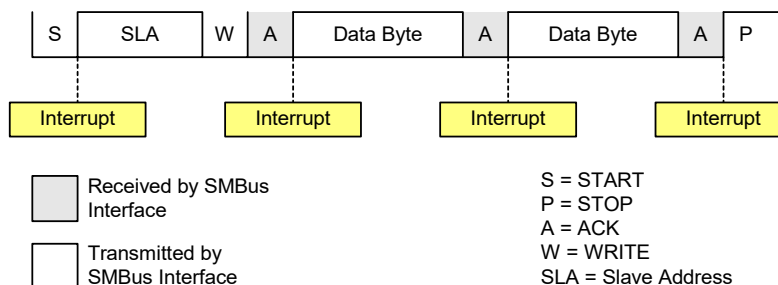 S SLA W A Data Byte A Data Byte A P
Interrupt Interrupt Interrupt Interrupt
Received by SMBus
Interface
Transmitted by
SMBus Interface
S = START
P = STOP
A = ACK
W = WRITE
SLA = Slave Address